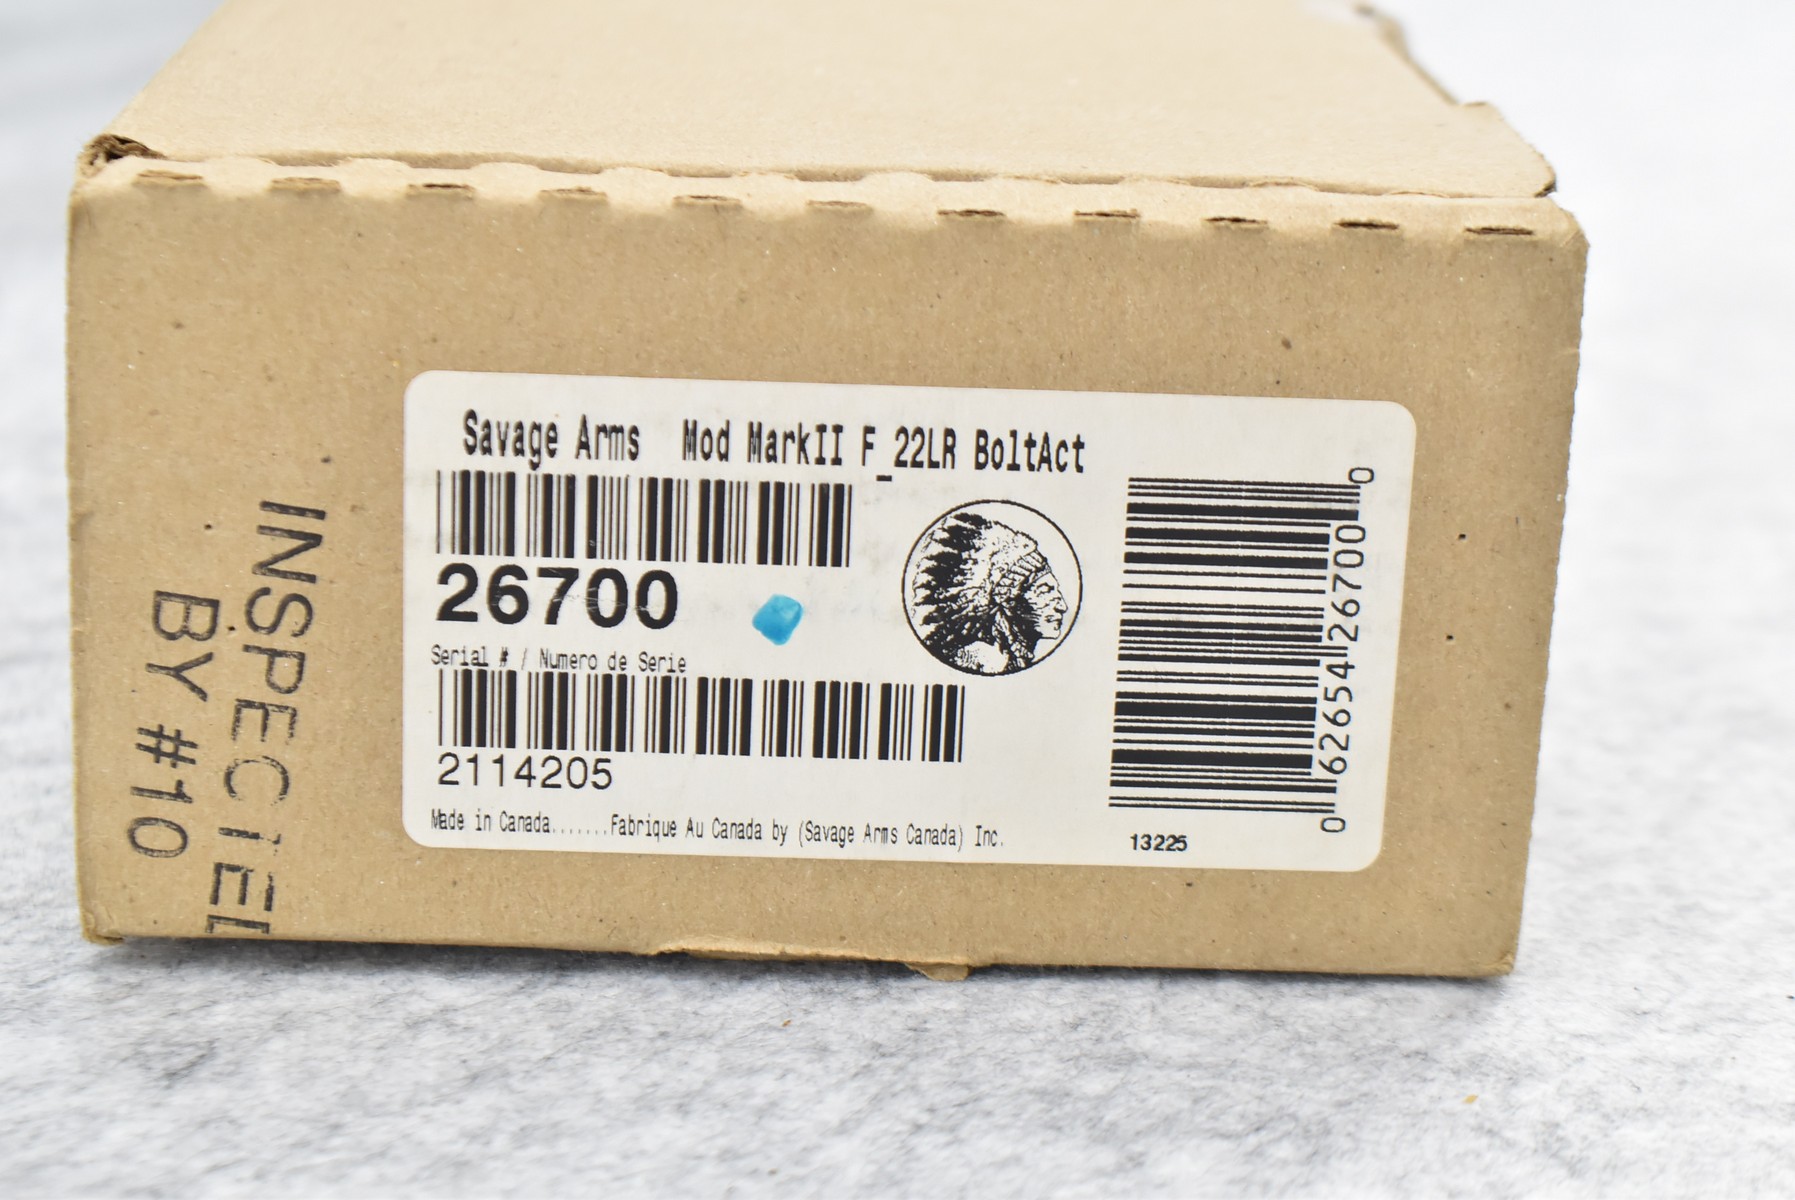 Savage Arms Mod MarkII F_22LR BoltAct
26700
Serial # / Numero de Serie
2114205
Made in Canada.......Fabrique Au Canada by (Savage Arms Canada) Inc.
0 62654 26700 0
13225
INSPECTED
BY #10